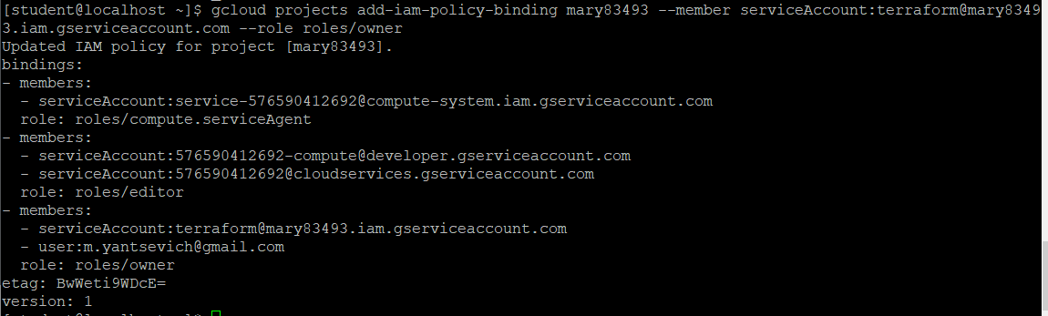 [student@localhost ~]$ gcloud projects add-iam-policy-binding mary83493 --member serviceAccount:terraform@mary8349
3.iam.gserviceaccount.com --role roles/owner
Updated IAM policy for project [mary83493].
bindings:
- members:
  - serviceAccount:service-576590412692@compute-system.iam.gserviceaccount.com
  role: roles/compute.serviceAgent
- members:
  - serviceAccount:576590412692-compute@developer.gserviceaccount.com
  - serviceAccount:576590412692@cloudservices.gserviceaccount.com
  role: roles/editor
- members:
  - serviceAccount:terraform@mary83493.iam.gserviceaccount.com
  - user:m.yantsevich@gmail.com
  role: roles/owner
etag: BwWeti9WDcE=
version: 1